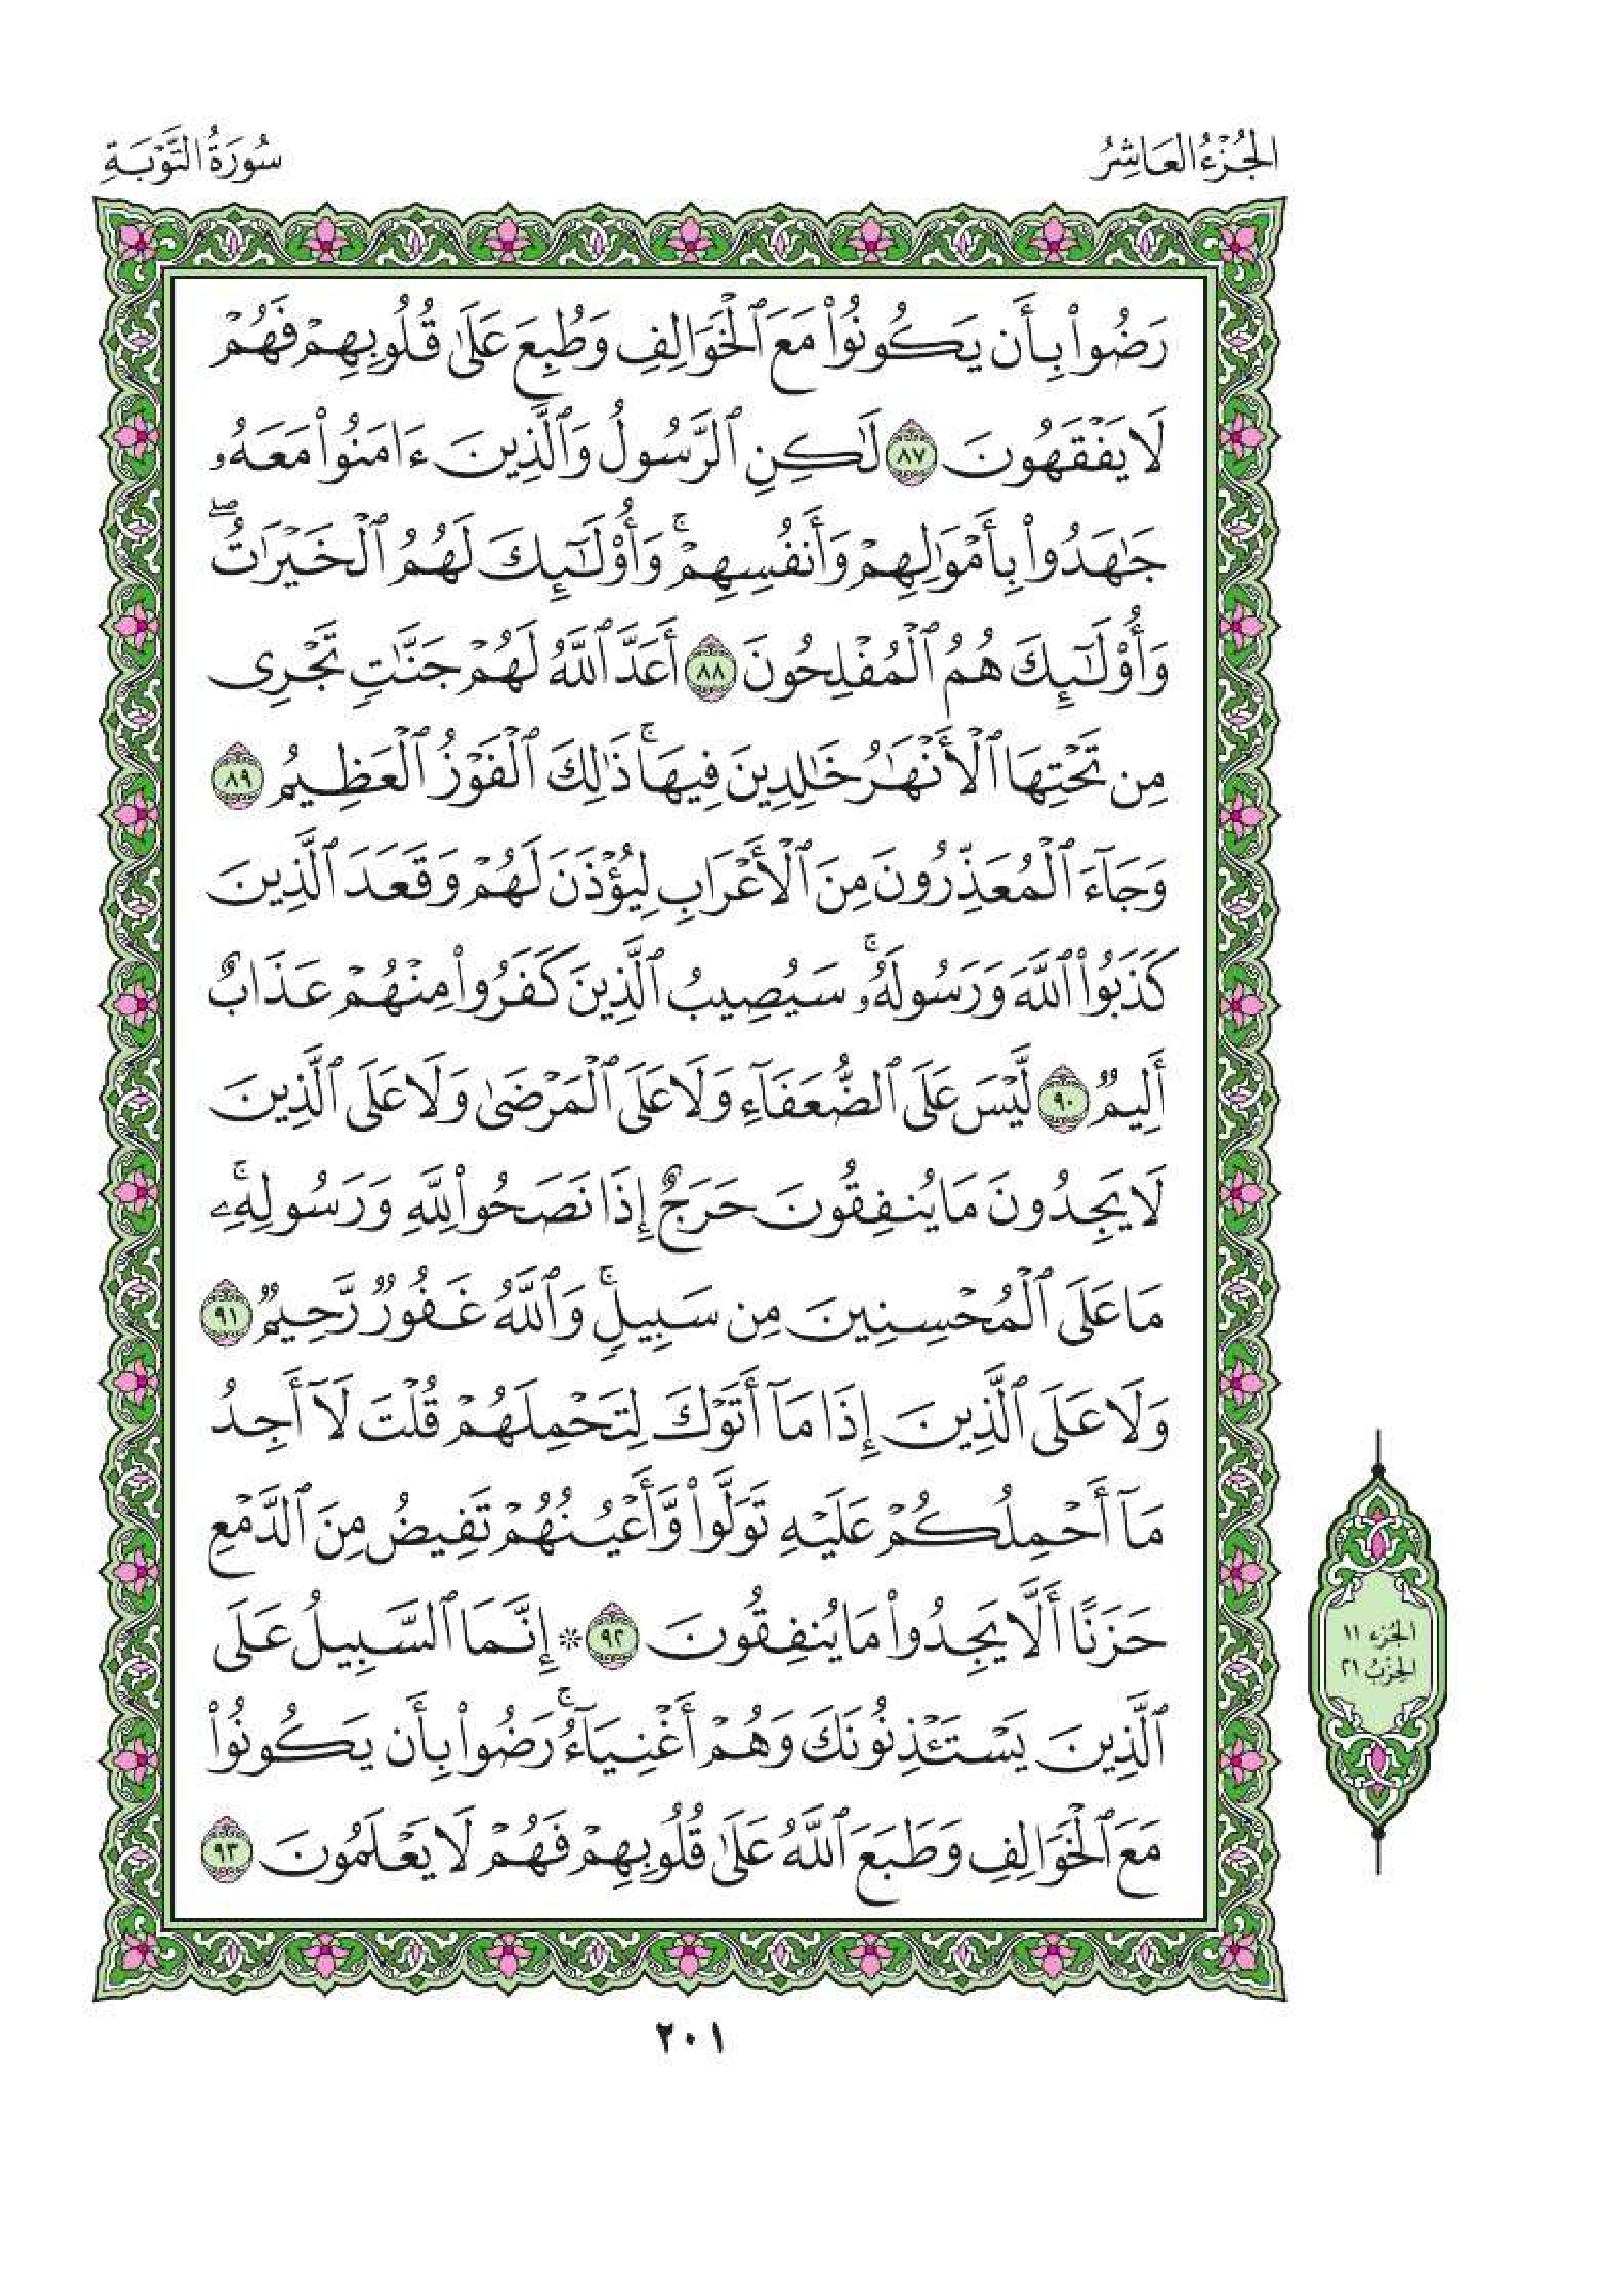 الجُزْءُ العَاشِرُ
سُورَةُ التَّوْبَةِ
رَضُوا۟ بِأَن يَكُونُوا۟ مَعَ ٱلْخَوَالِفِ وَطُبِعَ عَلَىٰ قُلُوبِهِمْ فَهُمْ
لَا يَفْقَهُونَ ٨٧ لَٰكِنِ ٱلرَّسُولُ وَٱلَّذِينَ ءَامَنُوا۟ مَعَهُۥ
جَٰهَدُوا۟ بِأَمْوَٰلِهِمْ وَأَنفُسِهِمْ ۚ وَأُو۟لَٰٓئِكَ لَهُمُ ٱلْخَيْرَٰتُ ۖ
وَأُو۟لَٰٓئِكَ هُمُ ٱلْمُفْلِحُونَ ٨٨ أَعَدَّ ٱللَّهُ لَهُمْ جَنَّٰتٍ تَجْرِى
مِن تَحْتِهَا ٱلْأَنْهَٰرُ خَٰلِدِينَ فِيهَا ۚ ذَٰلِكَ ٱلْفَوْزُ ٱلْعَظِيمُ ٨٩
وَجَآءَ ٱلْمُعَذِّرُونَ مِنَ ٱلْأَعْرَابِ لِيُؤْذَنَ لَهُمْ وَقَعَدَ ٱلَّذِينَ
كَذَبُوا۟ ٱللَّهَ وَرَسُولَهُۥ ۚ سَيُصِيبُ ٱلَّذِينَ كَفَرُوا۟ مِنْهُمْ عَذَابٌ
أَلِيمٌ ٩٠ لَّيْسَ عَلَى ٱلضُّعَفَآءِ وَلَا عَلَى ٱلْمَرْضَىٰ وَلَا عَلَى ٱلَّذِينَ
لَا يَجِدُونَ مَا يُنفِقُونَ حَرَجٌ إِذَا نَصَحُوا۟ لِلَّهِ وَرَسُولِهِۦ ۚ
مَا عَلَى ٱلْمُحْسِنِينَ مِن سَبِيلٍ ۚ وَٱللَّهُ غَفُورٌ رَّحِيمٌ ٩١
وَلَا عَلَى ٱلَّذِينَ إِذَا مَآ أَتَوْكَ لِتَحْمِلَهُمْ قُلْتَ لَآ أَجِدُ
مَآ أَحْمِلُكُمْ عَلَيْهِ تَوَلَّوا۟ وَّأَعْيُنُهُمْ تَفِيضُ مِنَ ٱلدَّمْعِ
حَزَنًا أَلَّا يَجِدُوا۟ مَا يُنفِقُونَ ٩٢ ۞ إِنَّمَا ٱلسَّبِيلُ عَلَى
ٱلَّذِينَ يَسْتَـْٔذِنُونَكَ وَهُمْ أَغْنِيَآءُ ۚ رَضُوا۟ بِأَن يَكُونُوا۟
مَعَ ٱلْخَوَالِفِ وَطَبَعَ ٱللَّهُ عَلَىٰ قُلُوبِهِمْ فَهُمْ لَا يَعْلَمُونَ ٩٣
الجُزْء ١١
الحِزْبُ ٢١
٢٠١